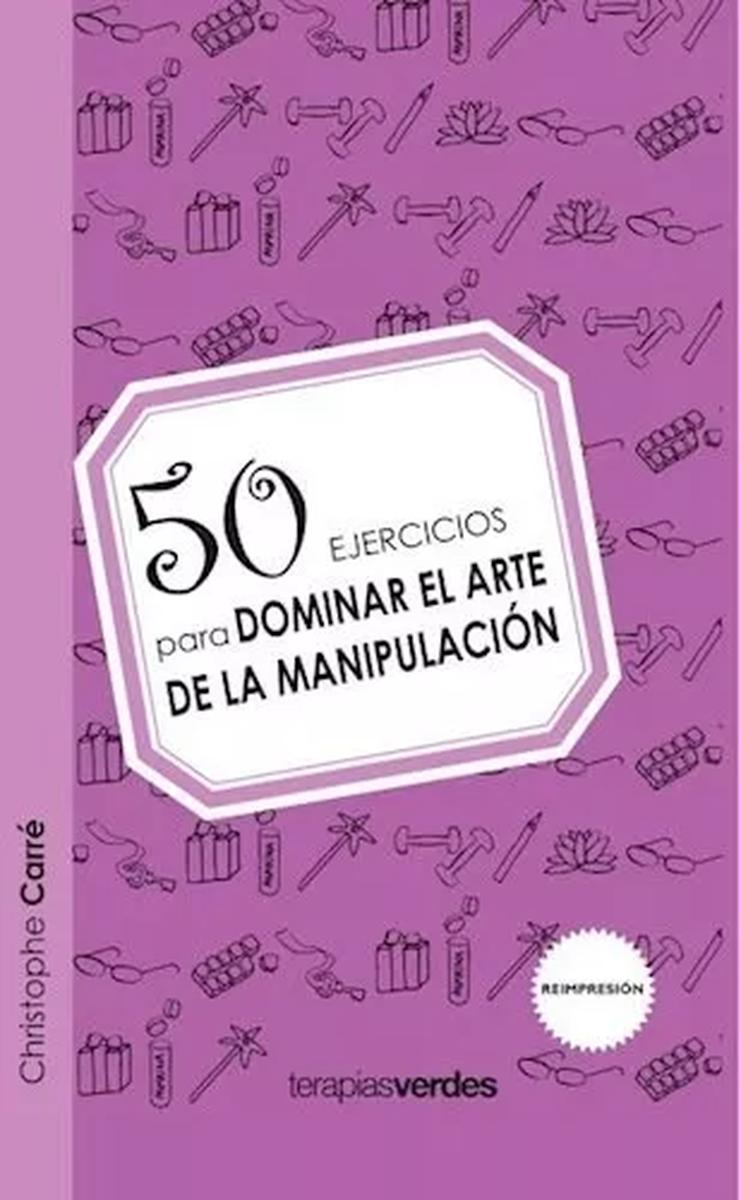 50 EJERCICIOS
para DOMINAR EL ARTE
DE LA MANIPULACIÓN
Christophe Carré
REIMPRESIÓN
terapiasverdes